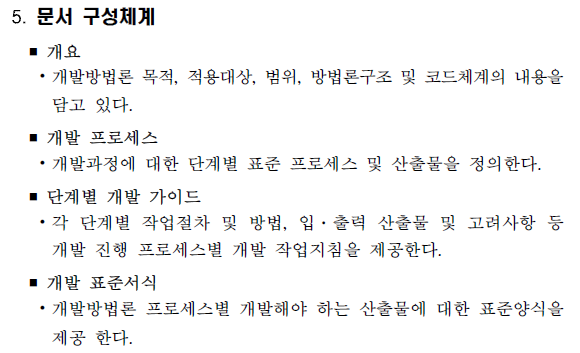 5. 문서 구성체계
■ 개요
• 개발방법론 목적, 적용대상, 범위, 방법론구조 및 코드체계의 내용을
담고 있다.
■ 개발 프로세스
• 개발과정에 대한 단계별 표준 프로세스 및 산출물을 정의한다.
■ 단계별 개발 가이드
• 각 단계별 작업절차 및 방법, 입・출력 산출물 및 고려사항 등
개발 진행 프로세스별 개발 작업지침을 제공한다.
■ 개발 표준서식
• 개발방법론 프로세스별 개발해야 하는 산출물에 대한 표준양식을
제공 한다.